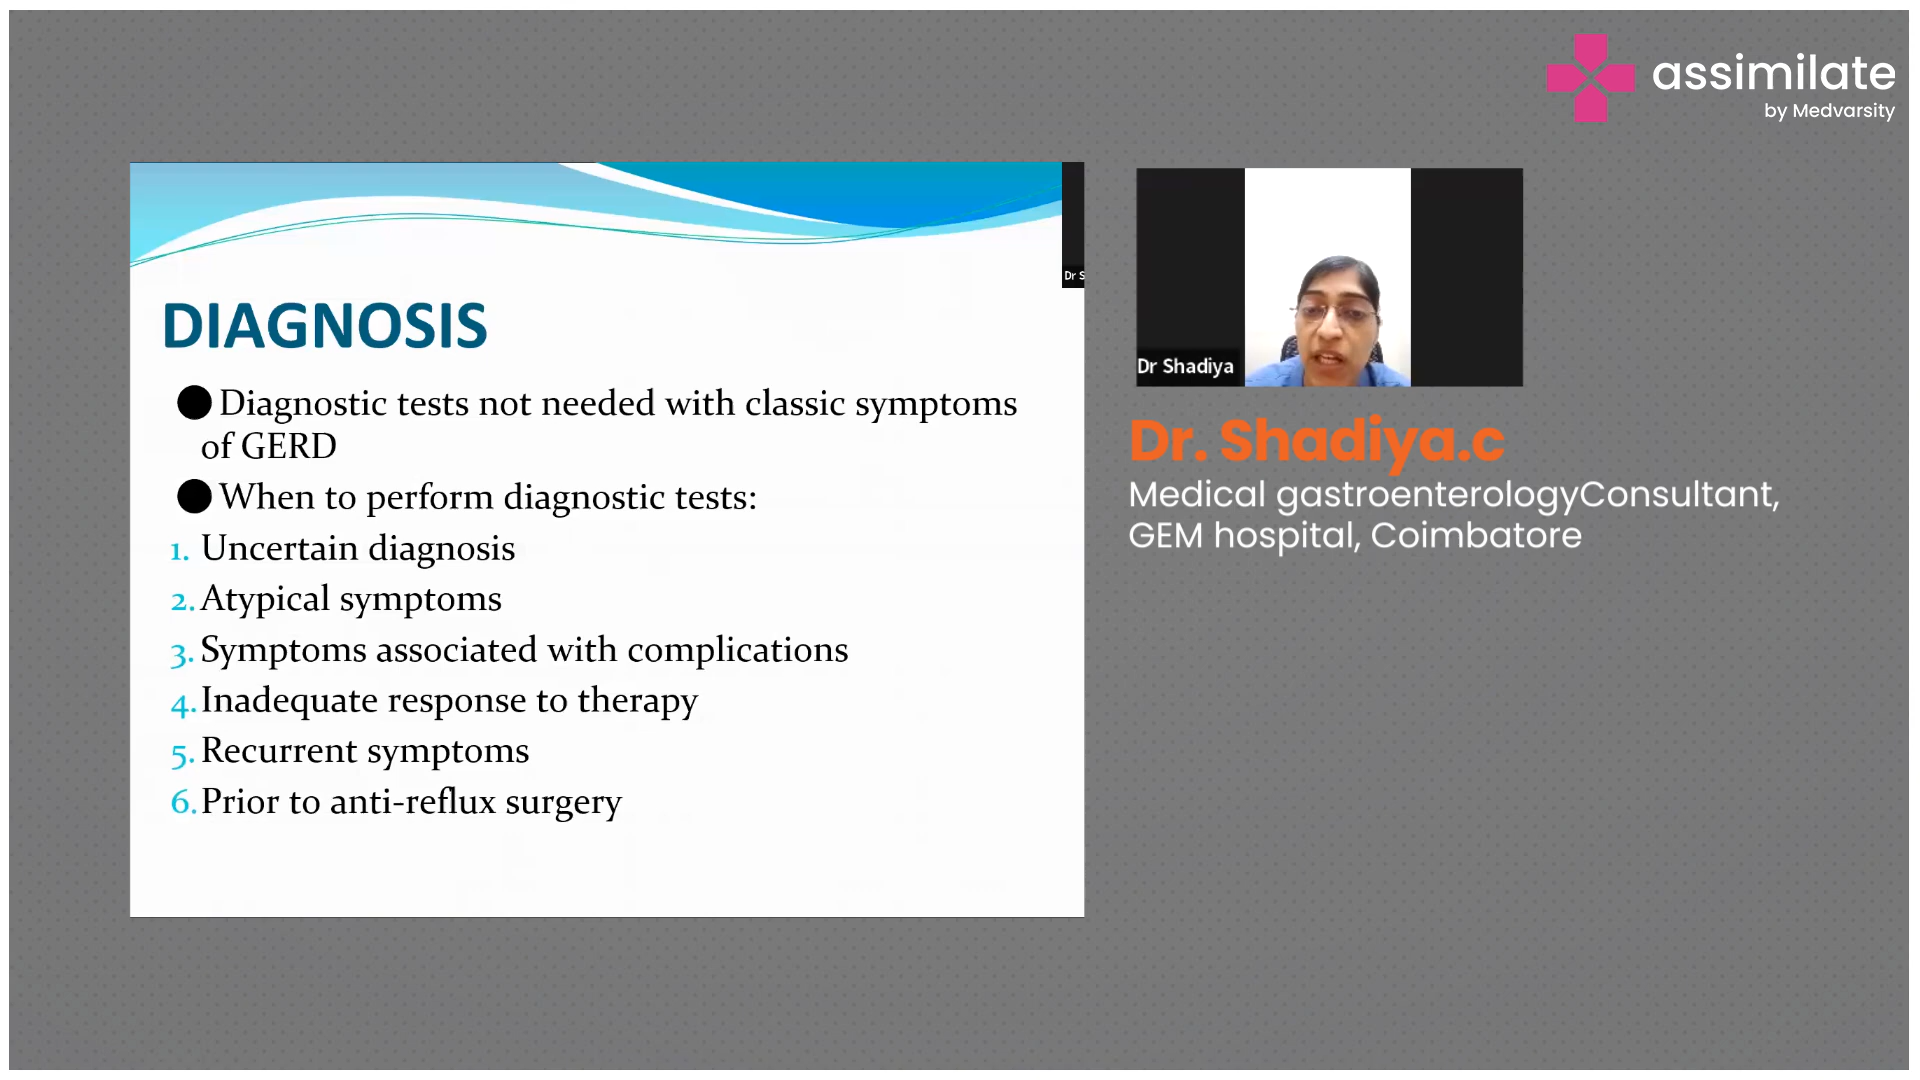 assimilate
by Medvarsity
Dr S
DIAGNOSIS
● Diagnostic tests not needed with classic symptoms
of GERD
● When to perform diagnostic tests:
1. Uncertain diagnosis
2. Atypical symptoms
3. Symptoms associated with complications
4. Inadequate response to therapy
5. Recurrent symptoms
6. Prior to anti-reflux surgery
Dr Shadiya
Dr. Shadiya.c
Medical gastroenterologyConsultant,
GEM hospital, Coimbatore